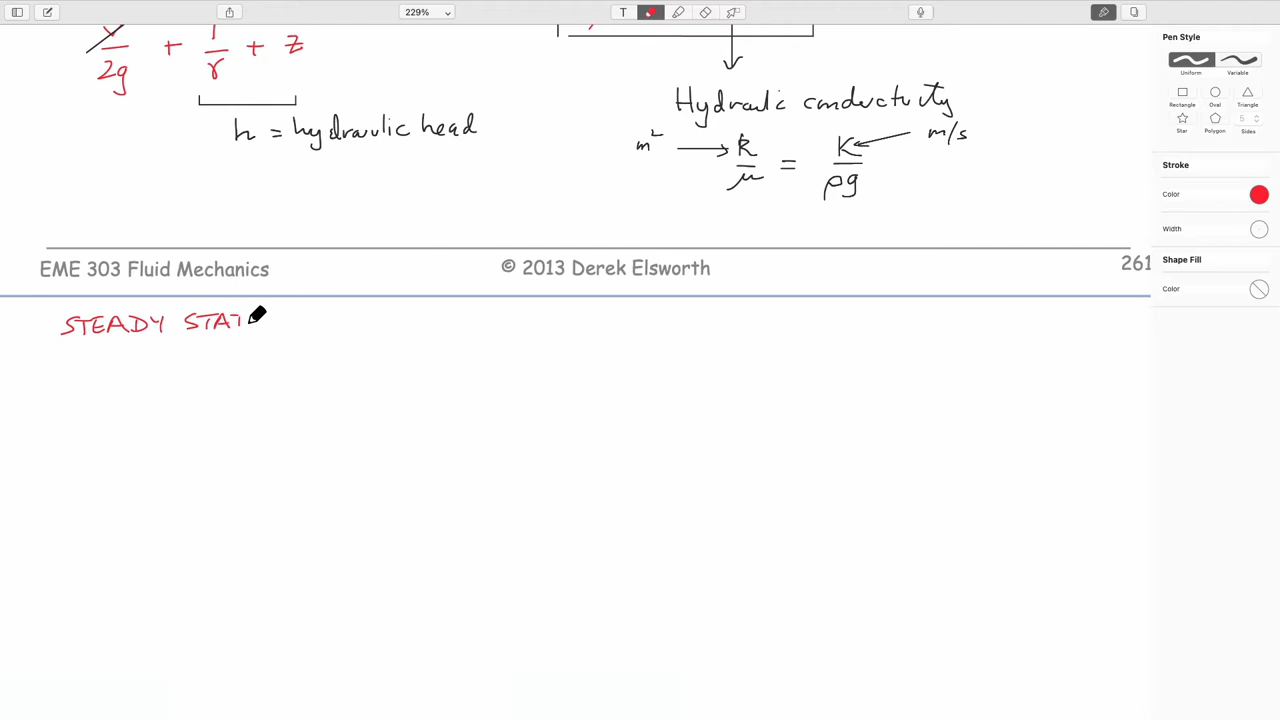 229%
T
Pen Style
Uniform Variable
Rectangle Oval Triangle
Star Polygon 5 Sides
Stroke
Color
Width
Shape Fill
Color
+ + z
2g γ
h = hydraulic head
Hydraulic conductivity
m² k = K m/s
μ ρg
EME 303 Fluid Mechanics © 2013 Derek Elsworth 261
STEADY STAT